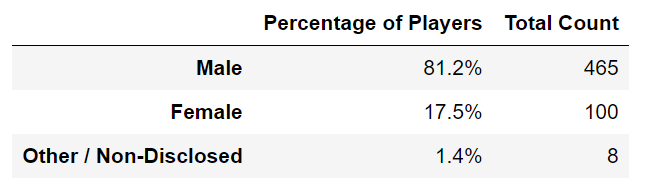 Percentage of Players Total Count
Male 81.2% 465
Female 17.5% 100
Other / Non-Disclosed 1.4% 8